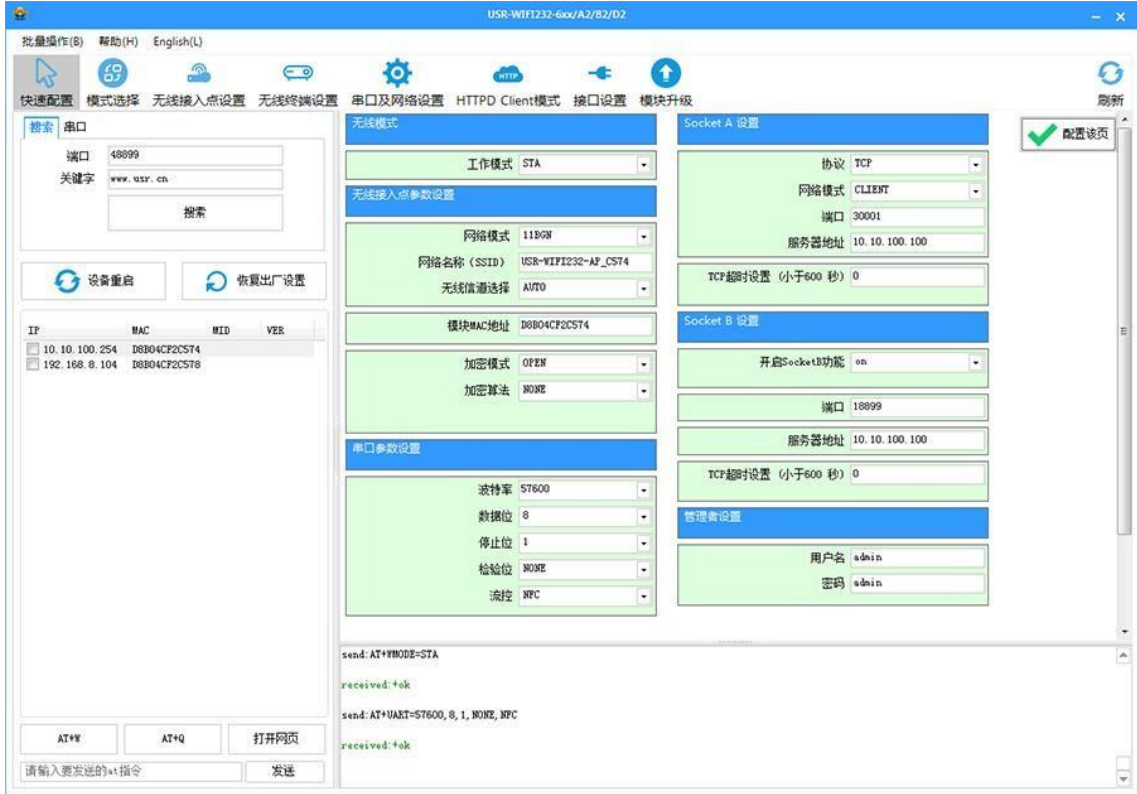 USR-WIFI232-6xx/A2/B2/D2
批量操作(B) 帮助(H) English(L)
快速配置 模式选择 无线接入点设置 无线终端设置 串口及网络设置 HTTPD Client模式 接口设置 模块升级 刷新
搜索 串口
端口 48899
关键字 www.usr.cn
搜索
设备重启 恢复出厂设置
IP MAC MID VER
10.10.100.254 D8B04CF2C574
192.168.8.104 D8B04CF2C578
AT+W AT+Q 打开网页
请输入要发送的at指令 发送
无线模式
工作模式 STA
无线接入点参数设置
网络模式 11BGN
网络名称(SSID) USR-WIFI232-AP_C574
无线信道选择 AUTO
模块MAC地址 D8B04CF2C574
加密模式 OPEN
加密算法 NONE
串口参数设置
波特率 57600
数据位 8
停止位 1
检验位 NONE
流控 NFC
Socket A 设置
协议 TCP
网络模式 CLIENT
端口 30001
服务器地址 10.10.100.100
TCP超时设置 (小于600 秒) 0
Socket B 设置
开启SocketB功能 on
端口 18899
服务器地址 10.10.100.100
TCP超时设置 (小于600 秒) 0
管理者设置
用户名 admin
密码 admin
配置该页
send:AT+WMODE=STA
received:+ok
send:AT+UART=57600,8,1,NONE,NFC
received:+ok